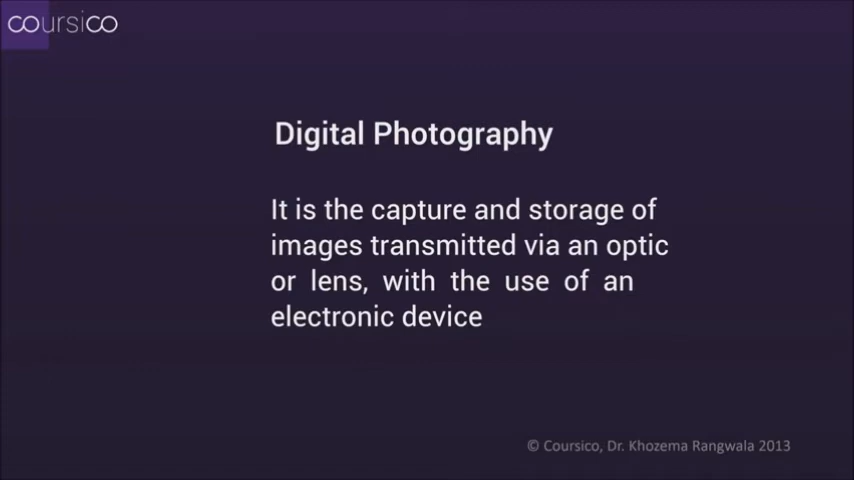 coursico
Digital Photography
It is the capture and storage of
images transmitted via an optic
or lens, with the use of an
electronic device
© Coursico, Dr. Khozema Rangwala 2013